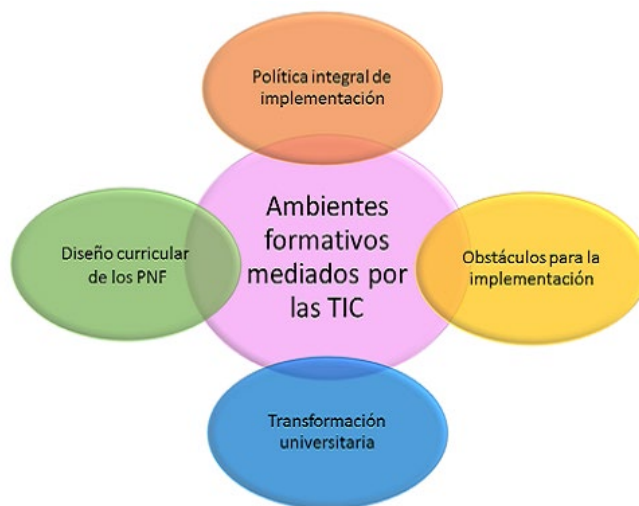 Política integral de
implementación
Ambientes
formativos
mediados por
las TIC
Diseño curricular
de los PNF
Obstáculos para la
implementación
Transformación
universitaria